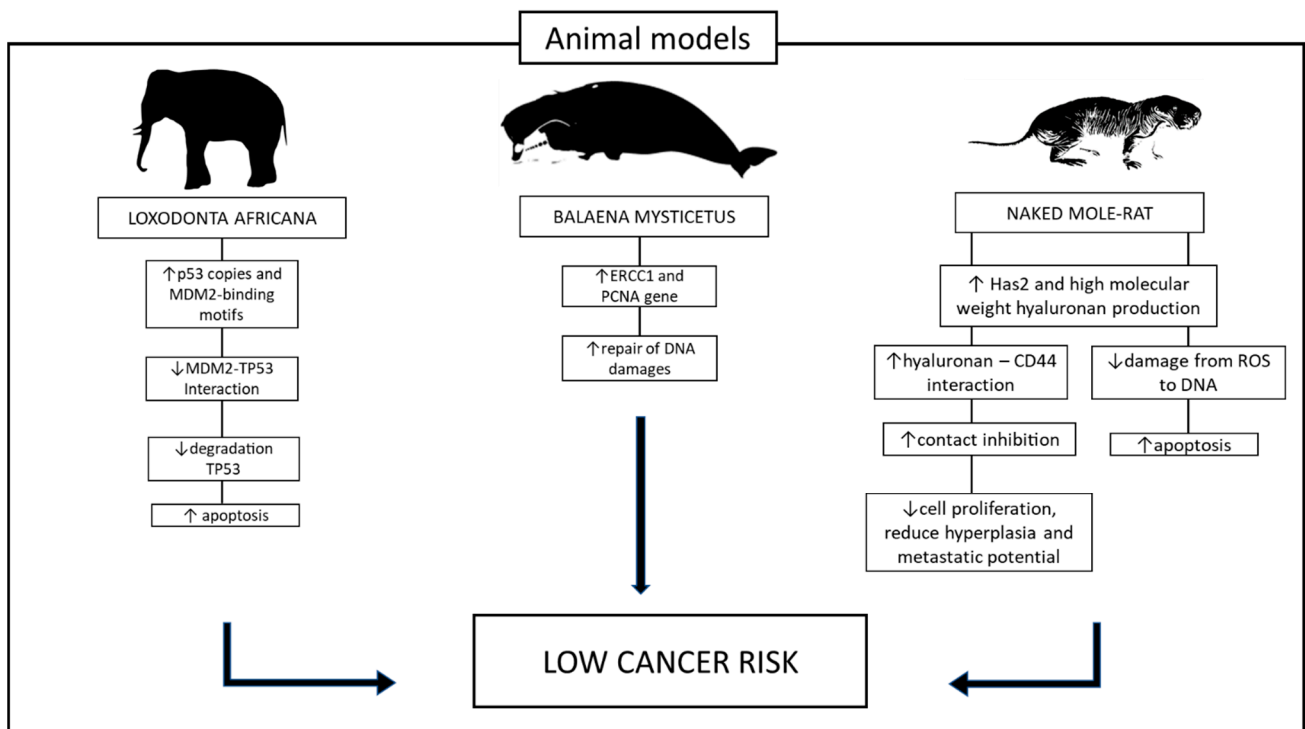 Animal models
LOXODONTA AFRICANA
↑p53 copies and
MDM2-binding
motifs
↓MDM2-TP53
Interaction
↓degradation
TP53
↑ apoptosis
BALAENA MYSTICETUS
↑ERCC1 and
PCNA gene
↑repair of DNA
damages
NAKED MOLE-RAT
↑ Has2 and high molecular
weight hyaluronan production
↑hyaluronan – CD44
interaction
↑contact inhibition
↓cell proliferation,
reduce hyperplasia and
metastatic potential
↓damage from ROS
to DNA
↑apoptosis
LOW CANCER RISK